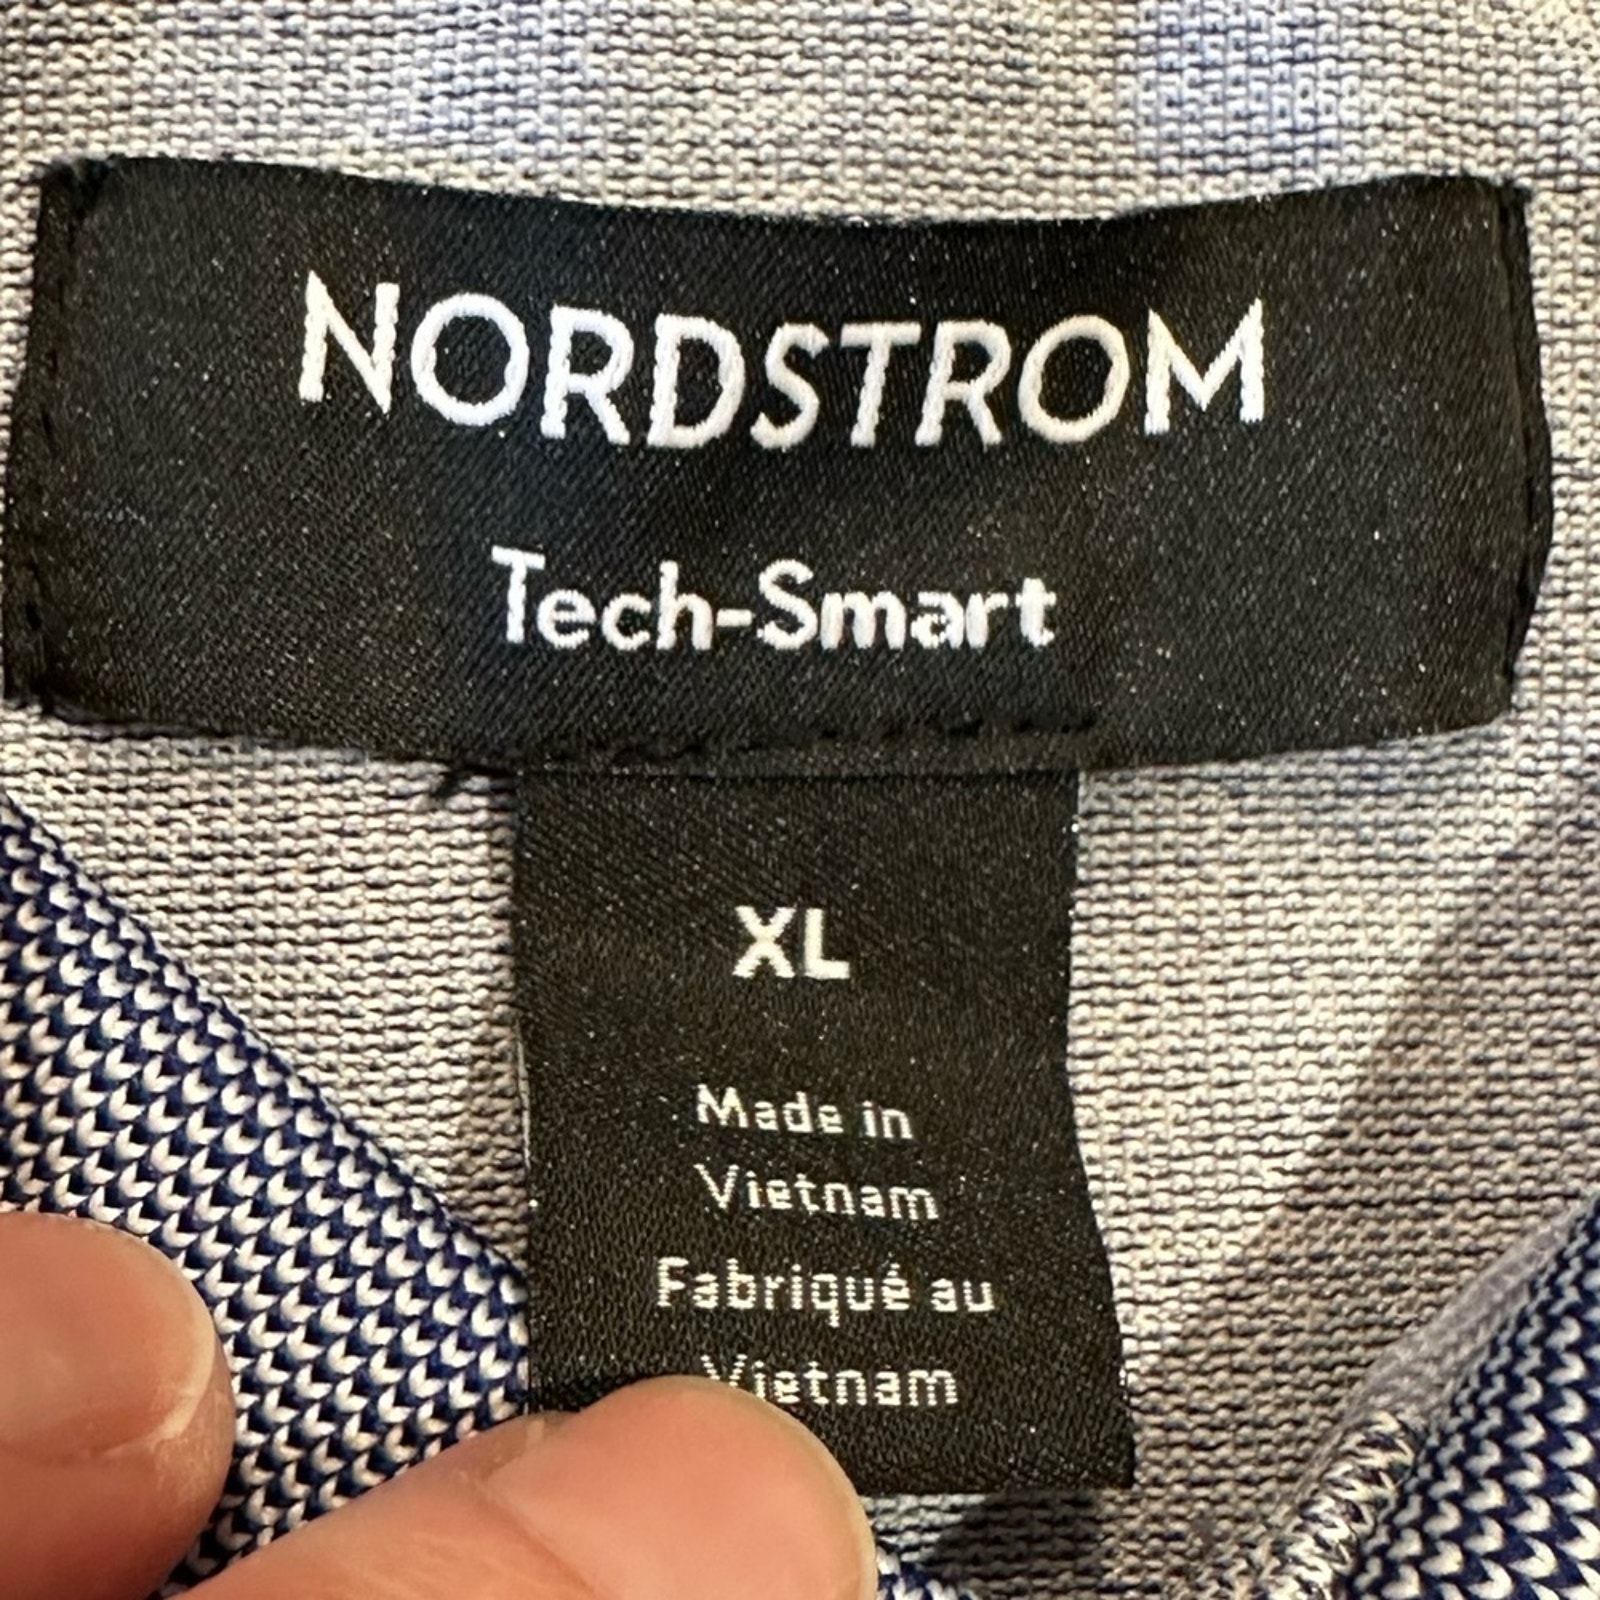 NORDSTROM
Tech-Smart
XL
Made in
Vietnam
Fabriqué au
Vietnam